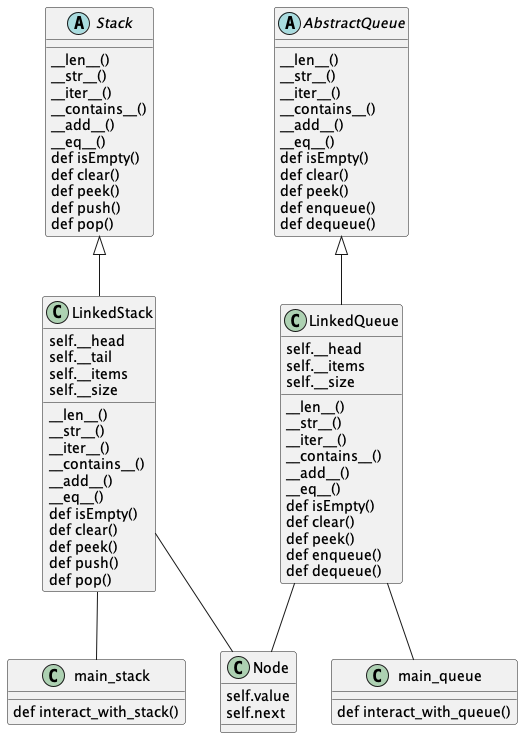 A Stack
__len__()
__str__()
__iter__()
__contains__()
__add__()
__eq__()
def isEmpty()
def clear()
def peek()
def push()
def pop()
A AbstractQueue
__len__()
__str__()
__iter__()
__contains__()
__add__()
__eq__()
def isEmpty()
def clear()
def peek()
def enqueue()
def dequeue()
C LinkedStack
self.__head
self.__tail
self.__items
self.__size
__len__()
__str__()
__iter__()
__contains__()
__add__()
__eq__()
def isEmpty()
def clear()
def peek()
def push()
def pop()
C LinkedQueue
self.__head
self.__items
self.__size
__len__()
__str__()
__iter__()
__contains__()
__add__()
__eq__()
def isEmpty()
def clear()
def peek()
def enqueue()
def dequeue()
C main_stack
def interact_with_stack()
C Node
self.value
self.next
C main_queue
def interact_with_queue()